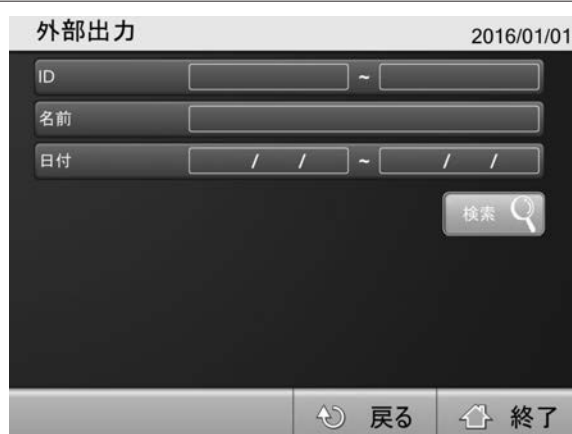 外部出力 2016/01/01
ID ~
名前
日付 / / ~ / /
検索
戻る 終了